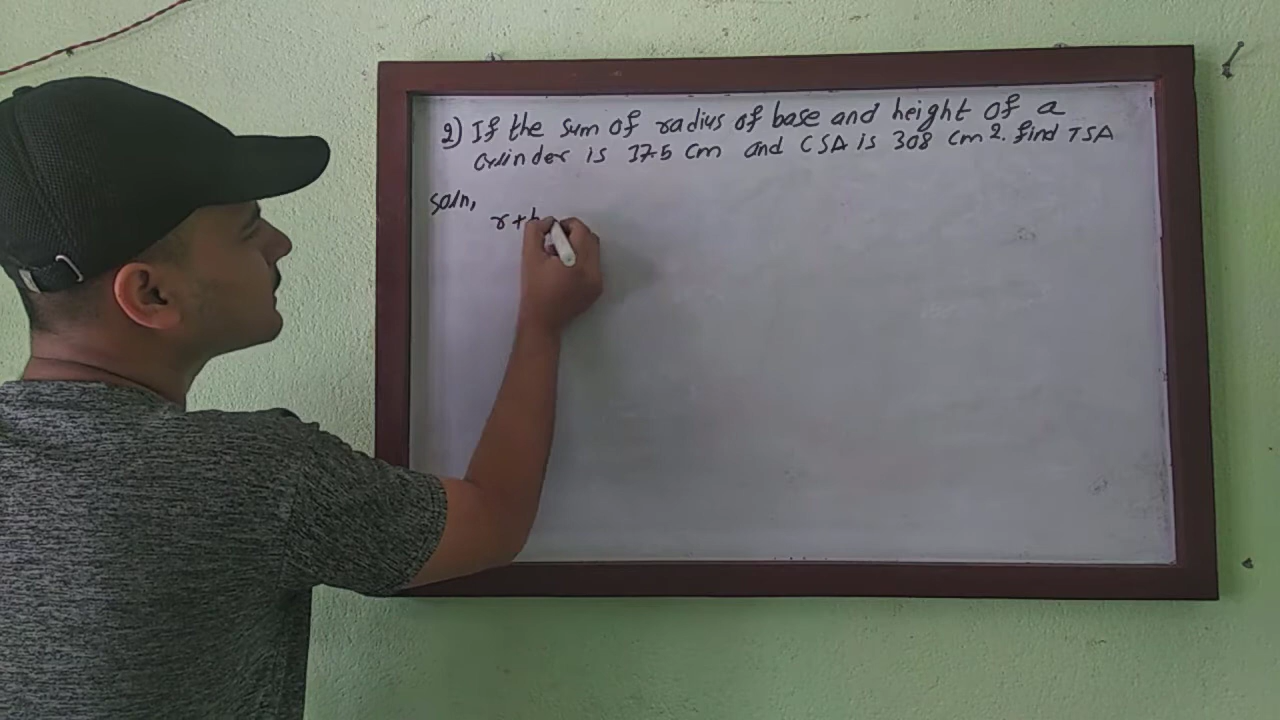 2) If the sum of radius of base and height of a
cylinder is 37.5 cm and CSA is 308 cm2. find TSA
soln,
r+h